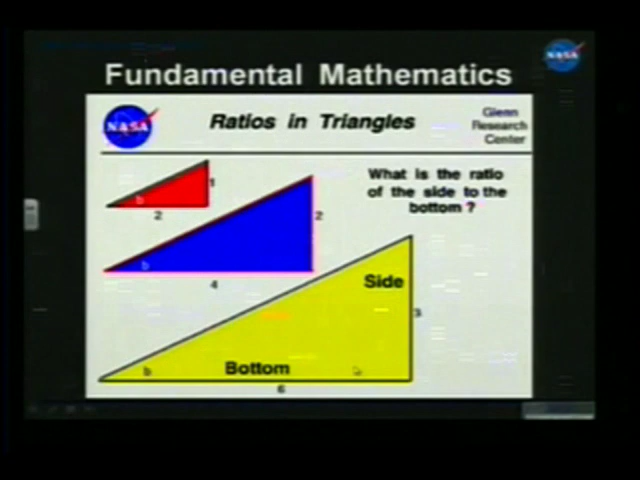 NASA
Fundamental Mathematics
NASA
Ratios in Triangles
Glenn
Research
Center
What is the ratio
of the side to the
bottom ?
b
1
2
b
2
4
Side
3
b
Bottom
6